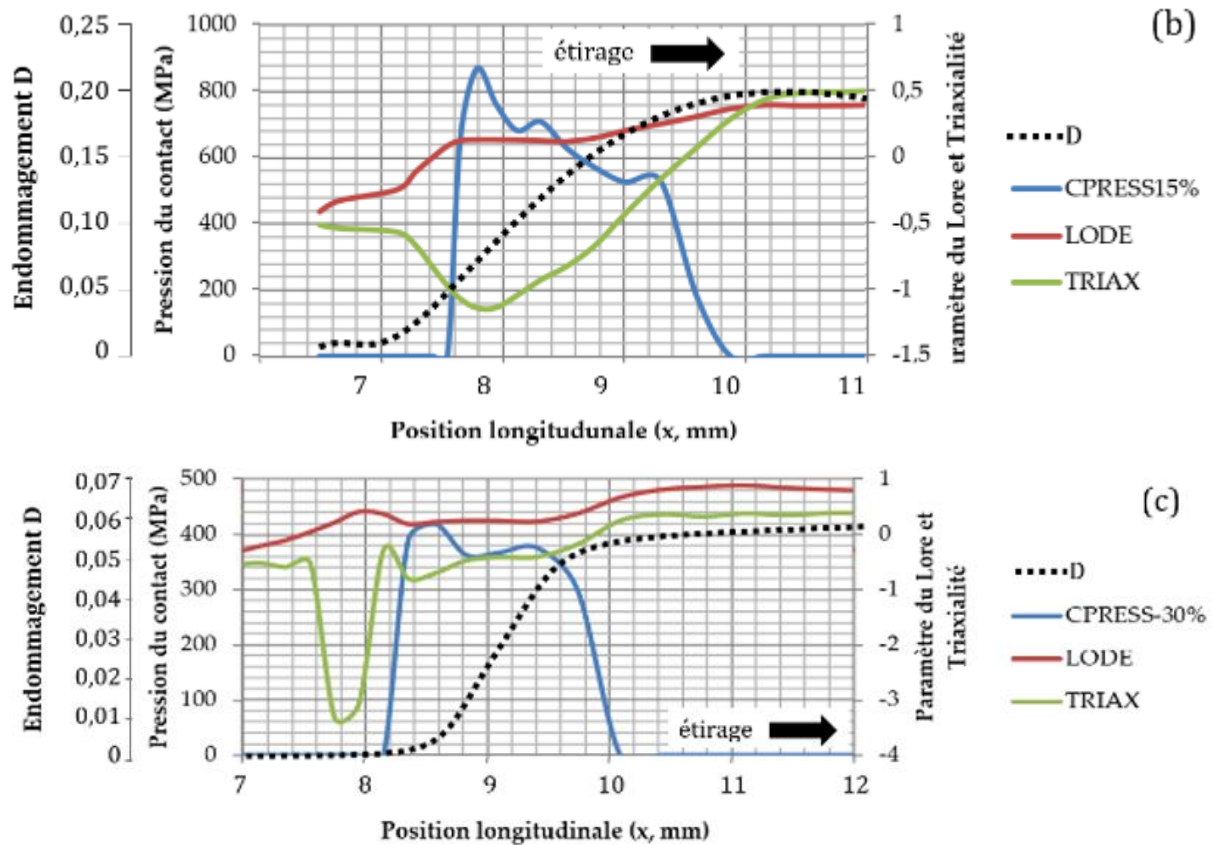 (b)
étirage
Endommagement D
0,25
0,20
0,15
0,10
0,05
0
Pression du contact (MPa)
1000
800
600
400
200
0
1
0,5
0
-0,5
-1
-1,5
uramètre du Lore et Triaxialité
D
CPRESS15%
LODE
TRIAX
7 8 9 10 11
Position longitudunale (x, mm)
(c)
Endommagement D
0,07
0,06
0,05
0,04
0,03
0,02
0,01
0
Pression du contact (MPa)
500
400
300
200
100
0
étirage
1
0
-1
-2
-3
-4
Paramètre du Lore et
Triaxialité
D
CPRESS-30%
LODE
TRIAX
7 8 9 10 11 12
Position longitudinale (x, mm)